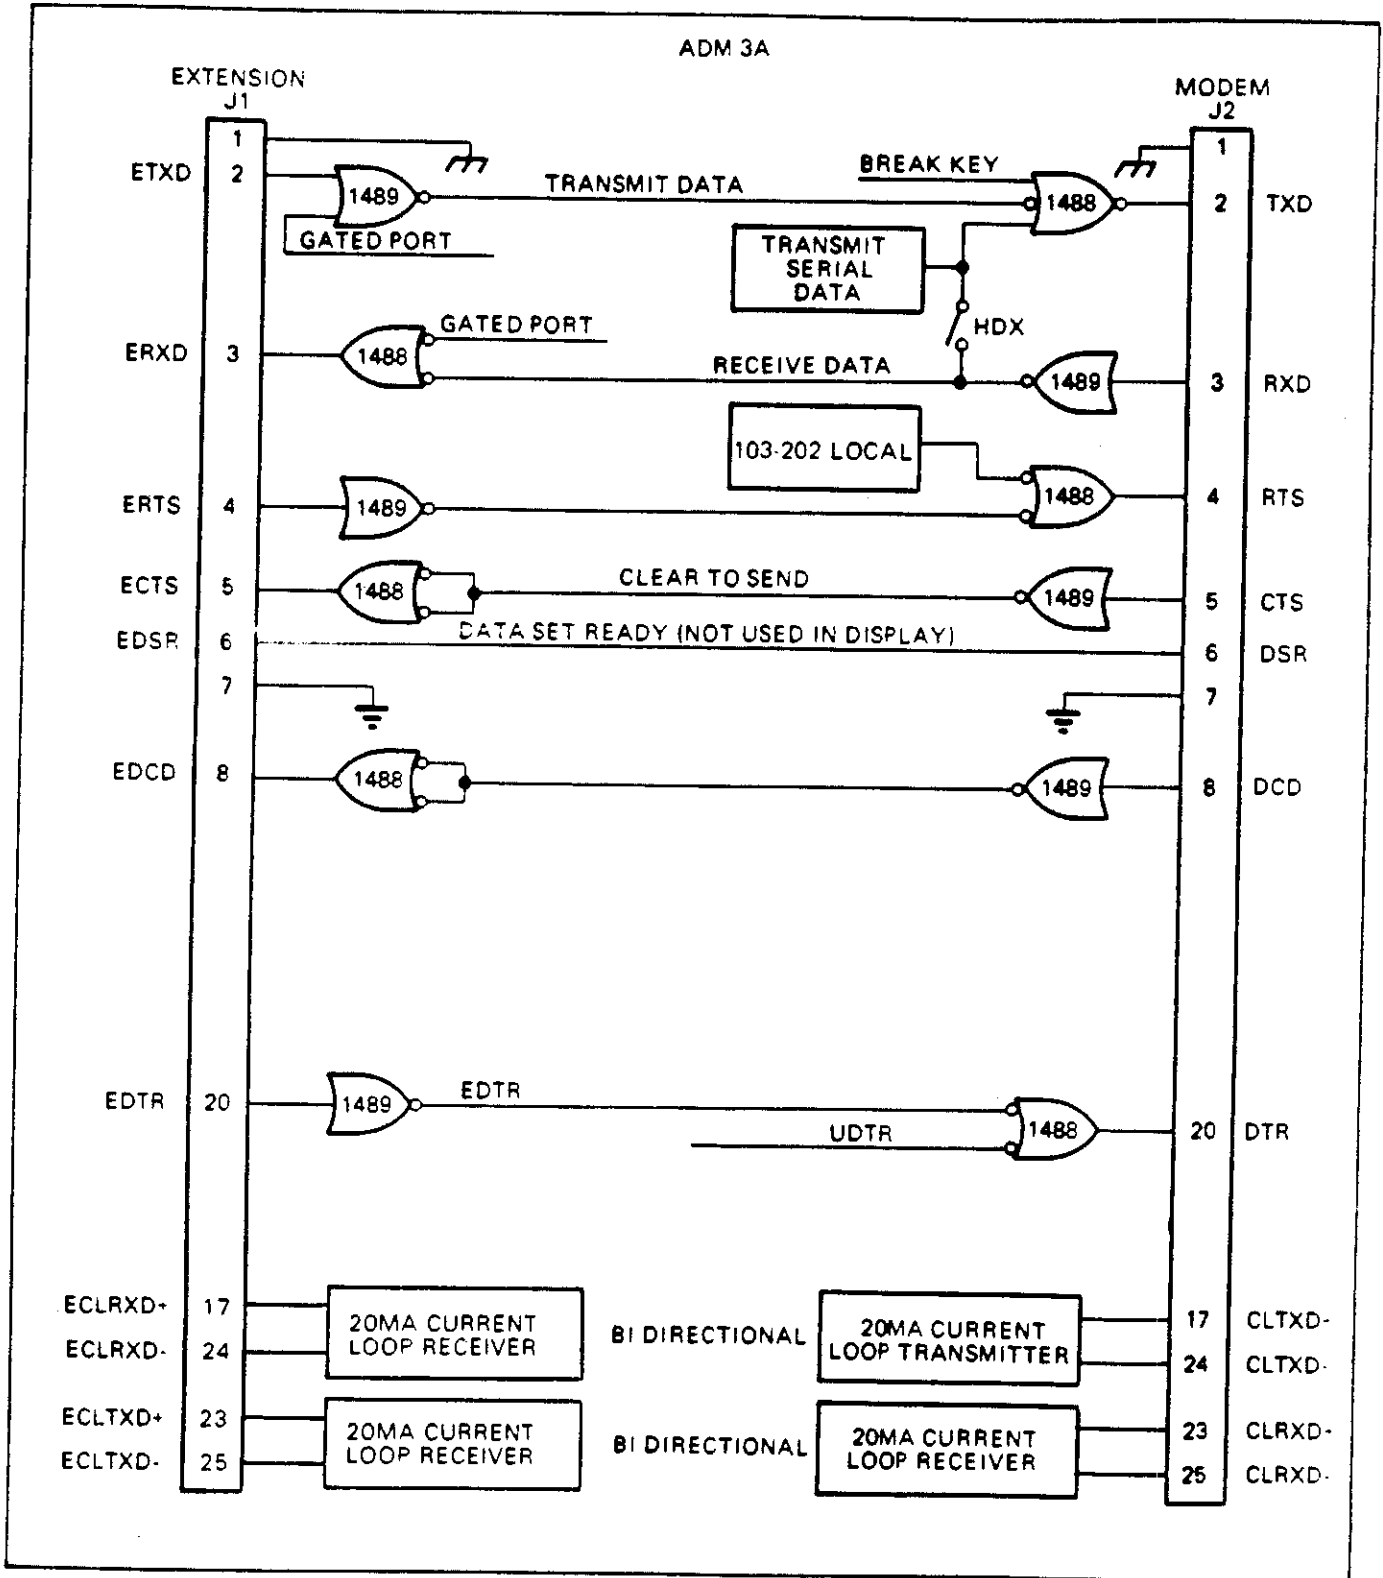 ADM 3A
EXTENSION
J1
MODEM
J2
1
1
ETXD 2 1489 TRANSMIT DATA BREAK KEY 1488 2 TXD
GATED PORT
TRANSMIT
SERIAL
DATA
HDX
GATED PORT
ERXD 3 1488 RECEIVE DATA 1489 3 RXD
103-202 LOCAL
ERTS 4 1489 1488 4 RTS
ECTS 5 1488 CLEAR TO SEND 1489 5 CTS
EDSR 6 DATA SET READY (NOT USED IN DISPLAY) 6 DSR
7 7
EDCD 8 1488 1489 8 DCD
EDTR 20 1489 EDTR 1488 20 DTR
UDTR
ECLRXD+ 17
ECLRXD- 24
20MA CURRENT
LOOP RECEIVER
BI DIRECTIONAL
20MA CURRENT
LOOP TRANSMITTER
17 CLTXD-
24 CLTXD-
ECLTXD+ 23
ECLTXD- 25
20MA CURRENT
LOOP RECEIVER
BI DIRECTIONAL
20MA CURRENT
LOOP RECEIVER
23 CLRXD-
25 CLRXD-